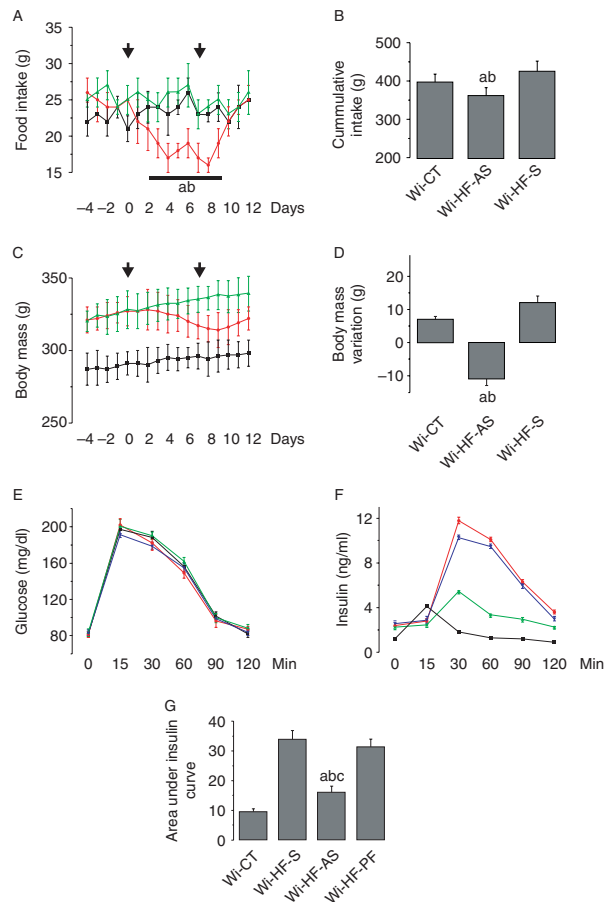 A
Food intake (g)
35
30
25
20
15
ab
−4 −2 0 2 4 6 8 10 12 Days
B
Cummulative
intake (g)
500
400
300
200
ab
Wi-CT
Wi-HF-AS
Wi-HF-S
C
Body mass (g)
350
300
250
−4 −2 0 2 4 6 8 10 12 Days
D
Body mass
variation (g)
20
10
0
−10
ab
Wi-CT
Wi-HF-AS
Wi-HF-S
E
Glucose (mg/dl)
200
160
120
80
0 15 30 60 90 120 Min
F
Insulin (ng/ml)
12
8
4
0
0 15 30 60 90 120 Min
G
Area under insulin
curve
40
30
20
10
0
abc
Wi-CT
Wi-HF-S
Wi-HF-AS
Wi-HF-PF